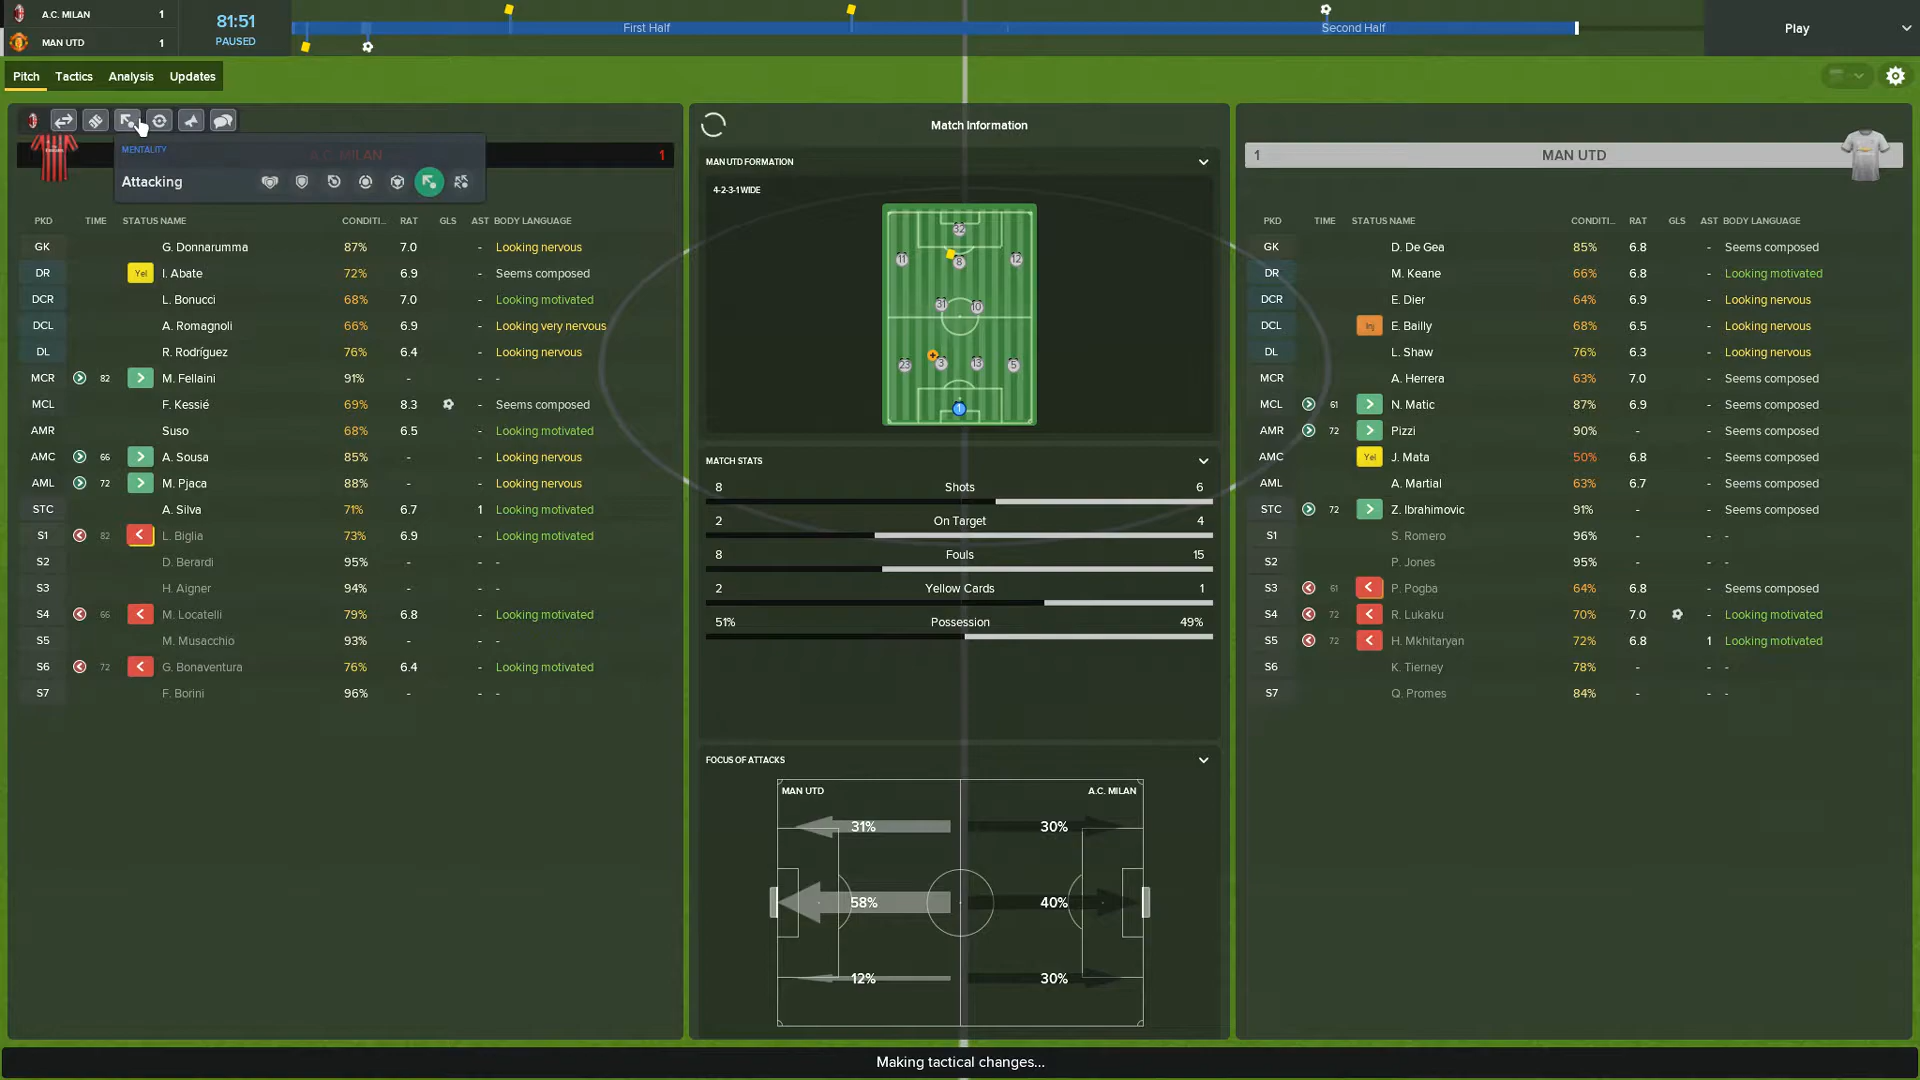 A.C. MILAN 1
MAN UTD 1
81:51
PAUSED
First Half
Second Half
Play
Pitch Tactics Analysis Updates
MENTALITY
Attacking
A.C. MILAN 1
PKD TIME STATUS NAME CONDITI... RAT GLS AST BODY LANGUAGE
GK G. Donnarumma 87% 7.0 - Looking nervous
DR Yel I. Abate 72% 6.9 - Seems composed
DCR L. Bonucci 68% 7.0 - Looking motivated
DCL A. Romagnoli 66% 6.9 - Looking very nervous
DL R. Rodríguez 76% 6.4 - Looking nervous
MCR 82 M. Fellaini 91% - - -
MCL F. Kessié 69% 8.3 - Seems composed
AMR Suso 68% 6.5 - Looking motivated
AMC 66 A. Sousa 85% - - Looking nervous
AML 72 M. Pjaca 88% - - Looking nervous
STC A. Silva 71% 6.7 1 Looking motivated
S1 82 L. Biglia 73% 6.9 - Looking motivated
S2 D. Berardi 95% - - -
S3 H. Aigner 94% - - -
S4 66 M. Locatelli 79% 6.8 - Looking motivated
S5 M. Musacchio 93% - - -
S6 72 G. Bonaventura 76% 6.4 - Looking motivated
S7 F. Borini 96% - - -
Match Information
MAN UTD FORMATION
4-2-3-1 WIDE
32
11 8 12
31 10
23 3 13 5
1
MATCH STATS
8 Shots 6
2 On Target 4
8 Fouls 15
2 Yellow Cards 1
51% Possession 49%
FOCUS OF ATTACKS
MAN UTD A.C. MILAN
31% 30%
58% 40%
12% 30%
1 MAN UTD
PKD TIME STATUS NAME CONDITI... RAT GLS AST BODY LANGUAGE
GK D. De Gea 85% 6.8 - Seems composed
DR M. Keane 66% 6.8 - Looking motivated
DCR E. Dier 64% 6.9 - Looking nervous
DCL Inj E. Bailly 68% 6.5 - Looking nervous
DL L. Shaw 76% 6.3 - Looking nervous
MCR A. Herrera 63% 7.0 - Seems composed
MCL 61 N. Matic 87% 6.9 - Seems composed
AMR 72 Pizzi 90% - - Seems composed
AMC Yel J. Mata 50% 6.8 - Seems composed
AML A. Martial 63% 6.7 - Seems composed
STC 72 Z. Ibrahimovic 91% - - Seems composed
S1 S. Romero 96% - - -
S2 P. Jones 95% - - -
S3 61 P. Pogba 64% 6.8 - Seems composed
S4 72 R. Lukaku 70% 7.0 - Looking motivated
S5 72 H. Mkhitaryan 72% 6.8 1 Looking motivated
S6 K. Tierney 78% - - -
S7 Q. Promes 84% - - -
Making tactical changes...